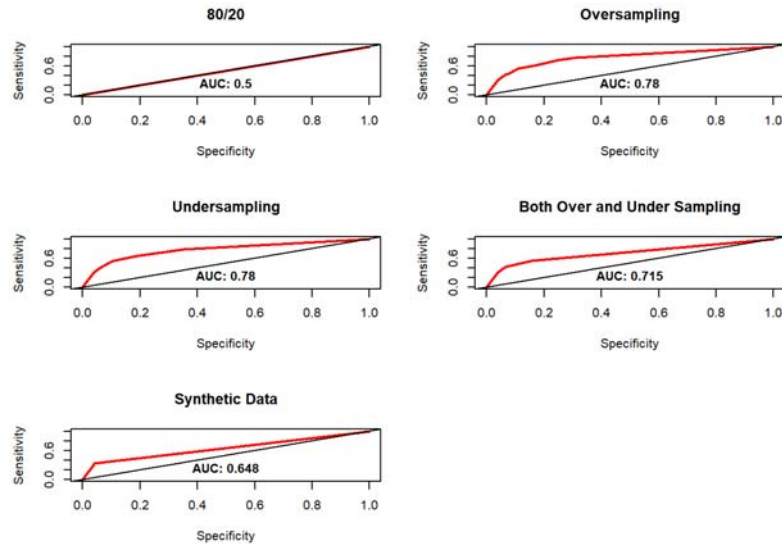 80/20
Sensitivity
0.0 0.6
AUC: 0.5
0.0 0.2 0.4 0.6 0.8 1.0
Specificity
Oversampling
Sensitivity
0.0 0.6
AUC: 0.78
0.0 0.2 0.4 0.6 0.8 1.0
Specificity
Undersampling
Sensitivity
0.0 0.6
AUC: 0.78
0.0 0.2 0.4 0.6 0.8 1.0
Specificity
Both Over and Under Sampling
Sensitivity
0.0 0.6
AUC: 0.715
0.0 0.2 0.4 0.6 0.8 1.0
Specificity
Synthetic Data
Sensitivity
0.0 0.6
AUC: 0.648
0.0 0.2 0.4 0.6 0.8 1.0
Specificity